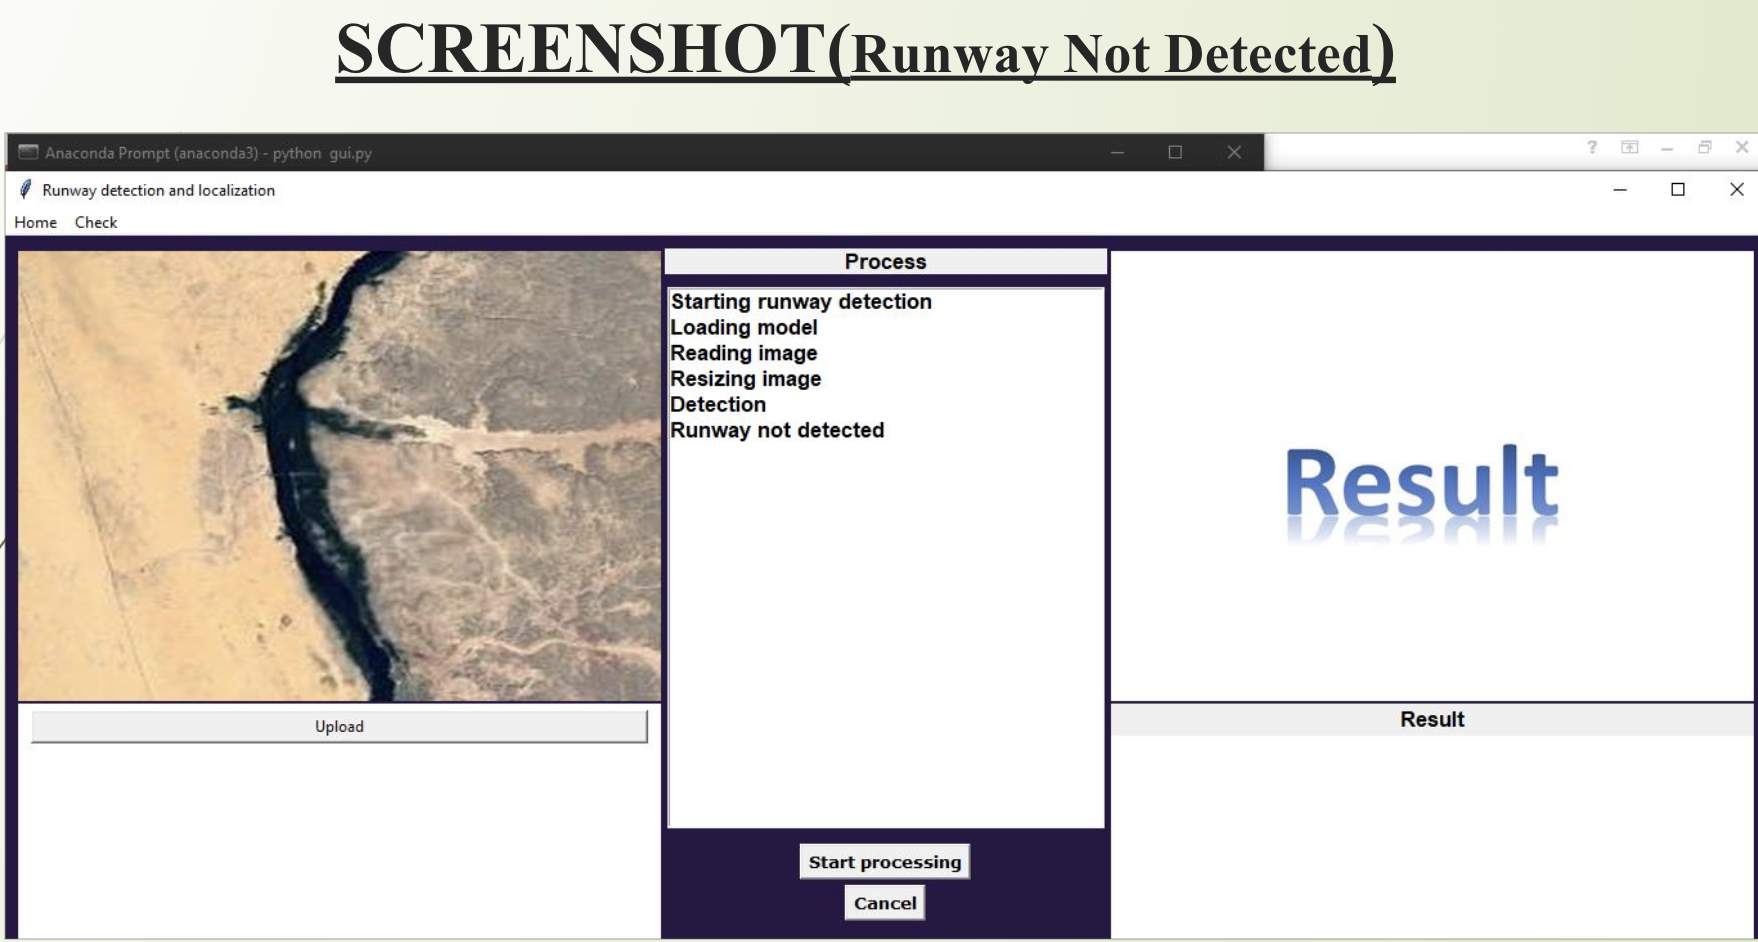 SCREENSHOT(Runway Not Detected)
Anaconda Prompt (anaconda3) - python gui.py
Runway detection and localization
Home Check
Process
Starting runway detection
Loading model
Reading image
Resizing image
Detection
Runway not detected
Result
Upload
Result
Start processing
Cancel